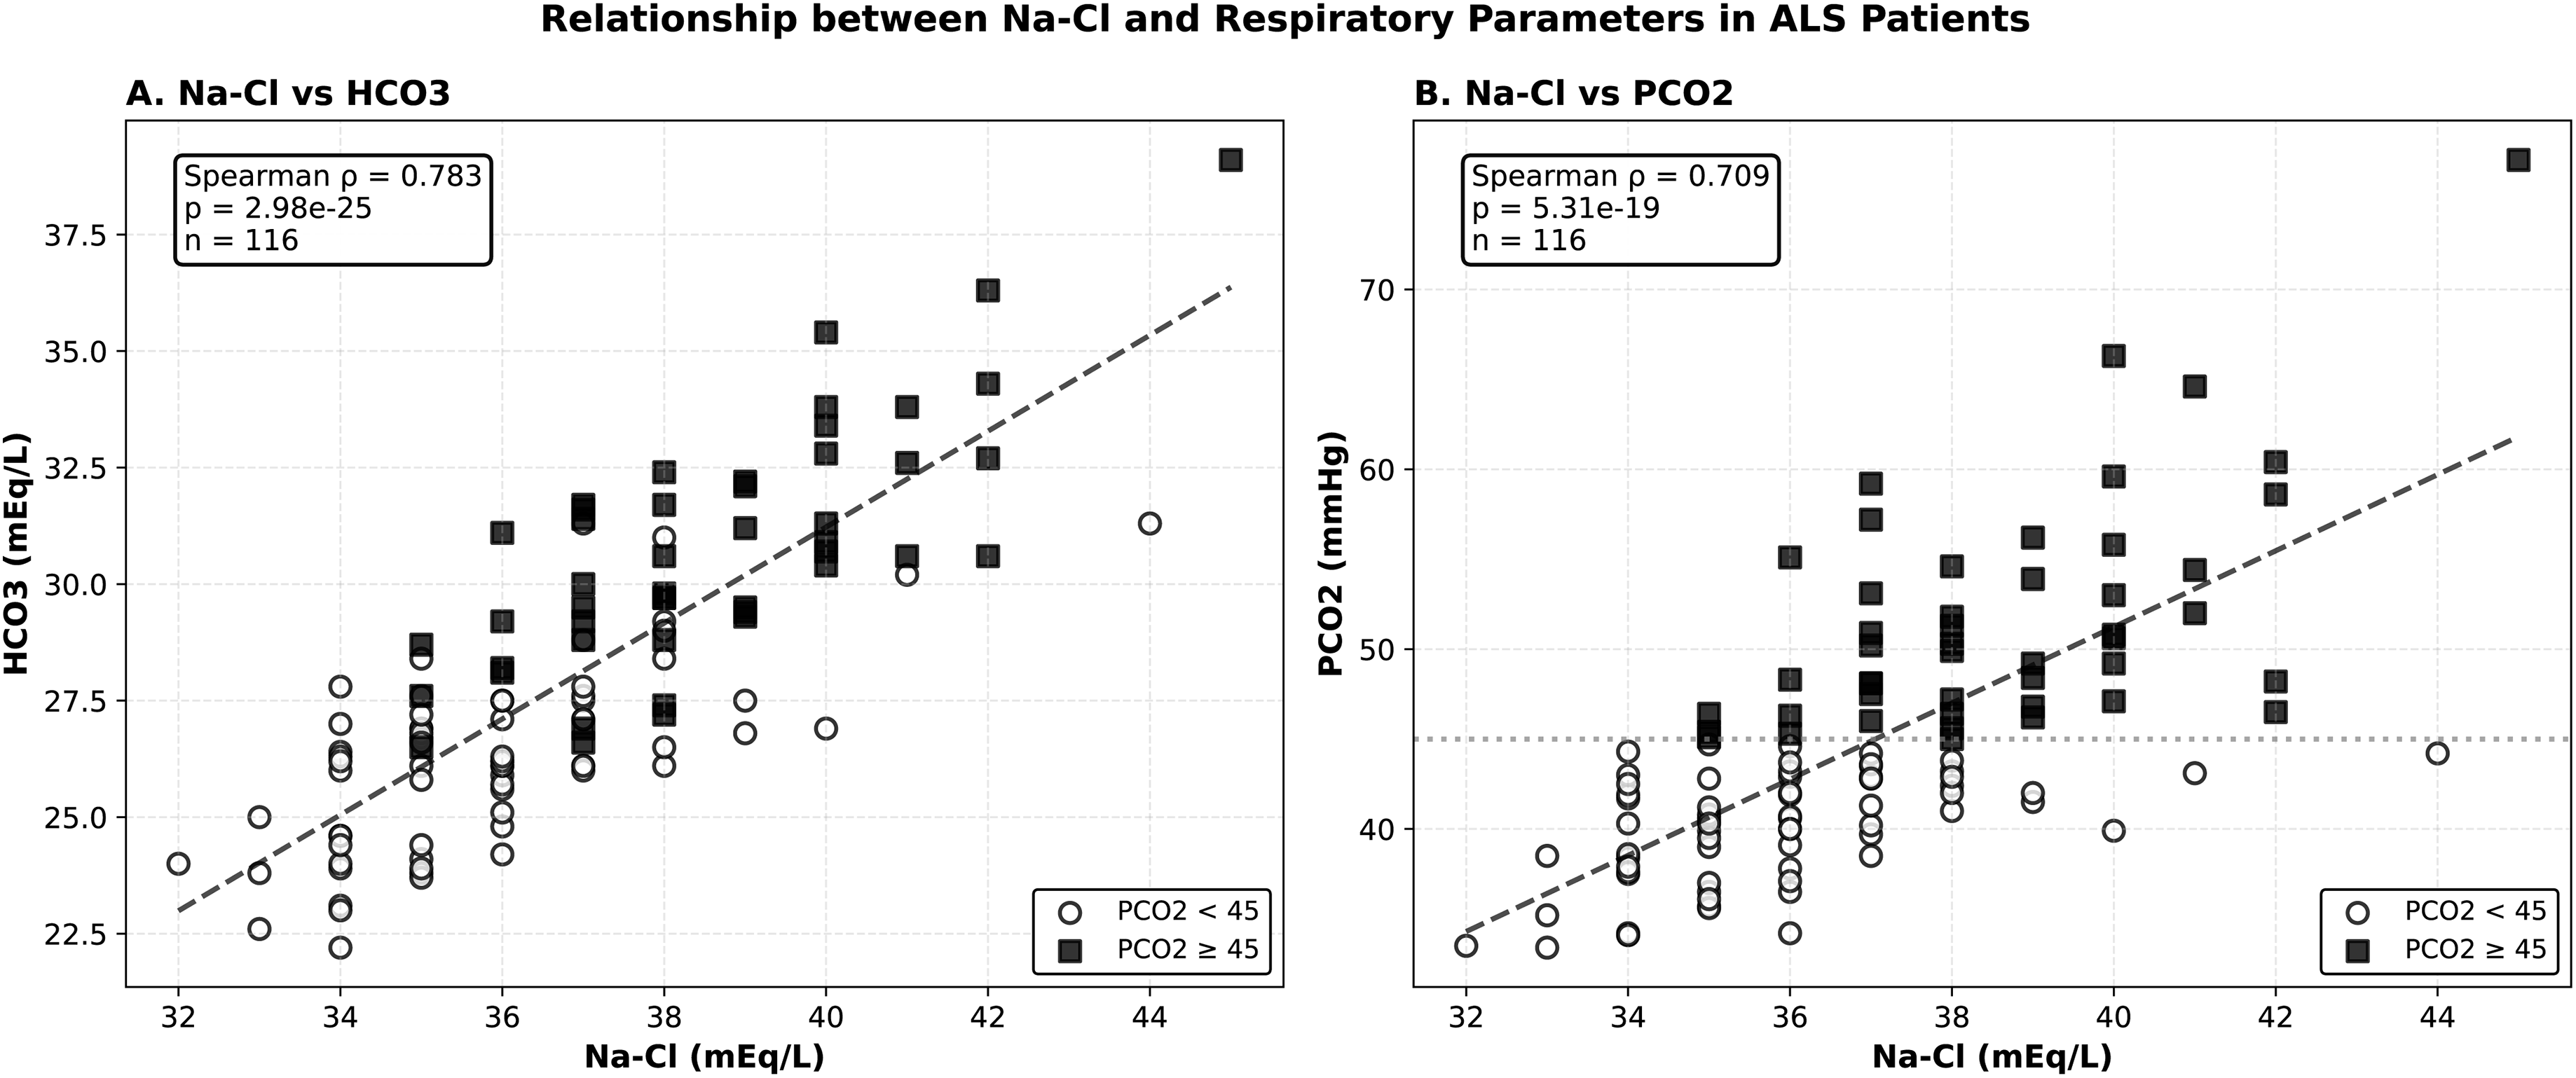 Relationship between Na-Cl and Respiratory Parameters in ALS Patients
A. Na-Cl vs HCO3
Spearman ρ = 0.783
p = 2.98e-25
n = 116
HCO3 (mEq/L)
37.5
35.0
32.5
30.0
27.5
25.0
22.5
PCO2 < 45
PCO2 ≥ 45
32 34 36 38 40 42 44
Na-Cl (mEq/L)
B. Na-Cl vs PCO2
Spearman ρ = 0.709
p = 5.31e-19
n = 116
PCO2 (mmHg)
70
60
50
40
PCO2 < 45
PCO2 ≥ 45
32 34 36 38 40 42 44
Na-Cl (mEq/L)